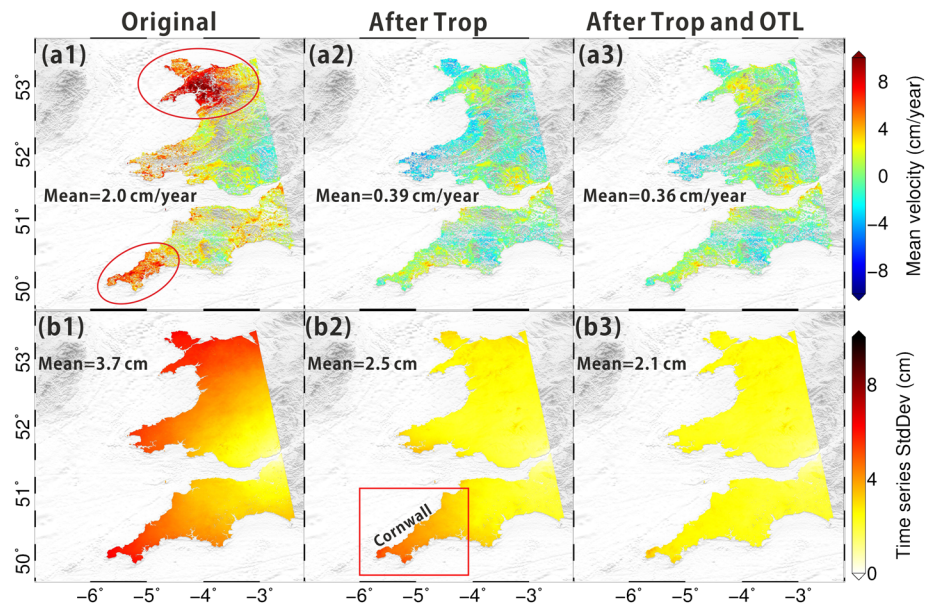 Original
After Trop
After Trop and OTL
(a1)
(a2)
(a3)
53°
52°
51°
50°
Mean=2.0 cm/year
Mean=0.39 cm/year
Mean=0.36 cm/year
8
4
0
−4
−8
Mean velocity (cm/year)
(b1)
(b2)
(b3)
53°
52°
51°
50°
Mean=3.7 cm
Mean=2.5 cm
Mean=2.1 cm
Cornwall
8
4
0
Time series StdDev (cm)
−6° −5° −4° −3° −6° −5° −4° −3° −6° −5° −4° −3°